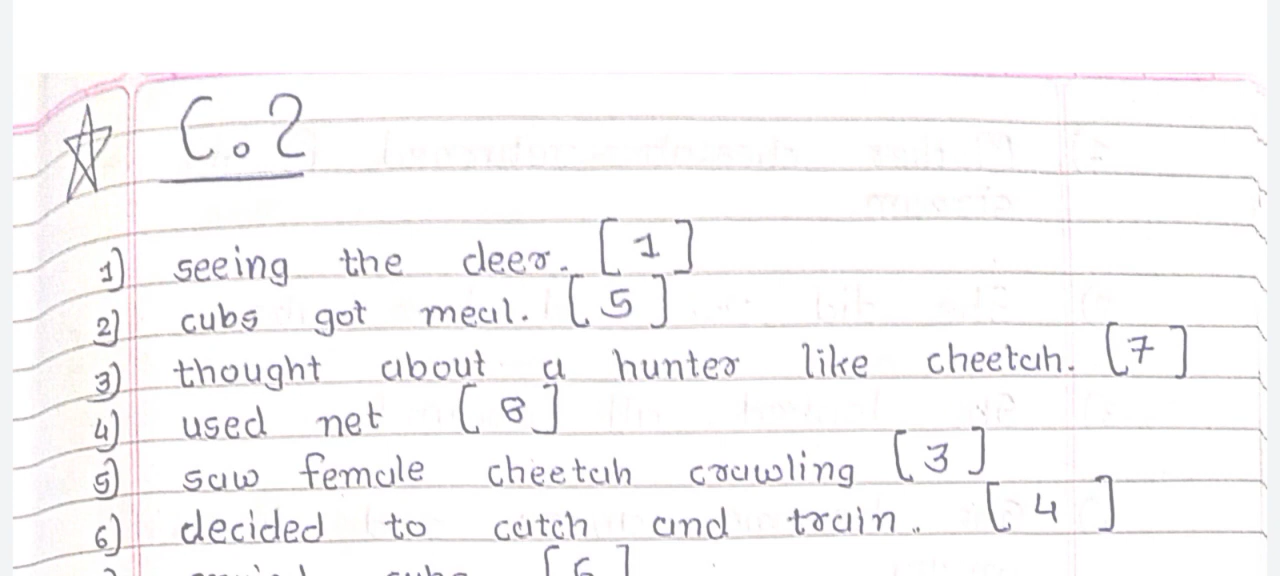 C.2
1) seeing the deer. [1]
2) cubs got meal. [5]
3) thought about a hunter like cheetah. [7]
4) used net [8]
5) saw female cheetah crawling [3]
6) decided to catch and train. [4]